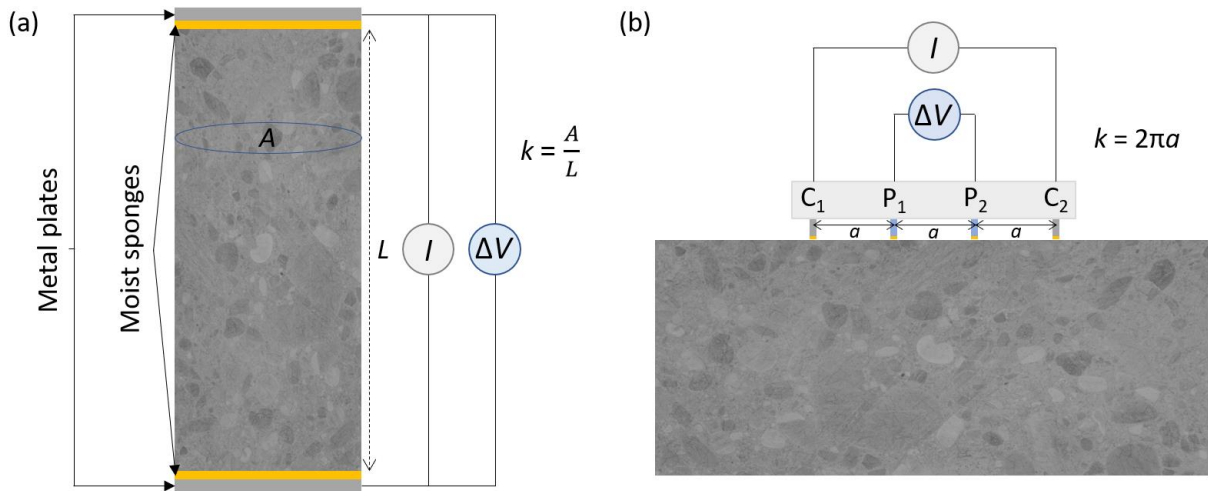 (a)
Metal plates
Moist sponges
A
L
I
ΔV
k = A/L
(b)
I
ΔV
k = 2πa
C₁ P₁ P₂ C₂
a a a